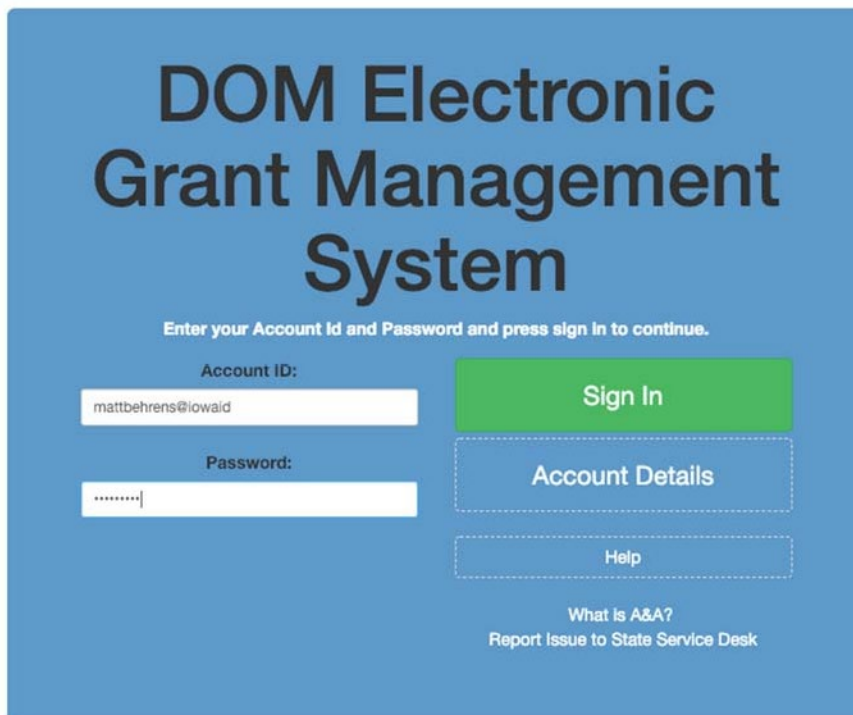 DOM Electronic
Grant Management
System
Enter your Account Id and Password and press sign in to continue.
Account ID:
mattbehrens@iowaid
Password:
•••••••••
Sign In
Account Details
Help
What is A&A?
Report Issue to State Service Desk